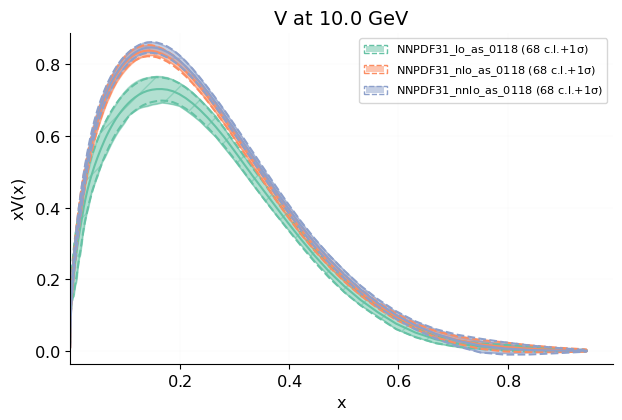 V at 10.0 GeV
NNPDF31_lo_as_0118 (68 c.l.+1σ)
NNPDF31_nlo_as_0118 (68 c.l.+1σ)
NNPDF31_nnlo_as_0118 (68 c.l.+1σ)
xV(x)
0.8
0.6
0.4
0.2
0.0
0.2 0.4 0.6 0.8
x